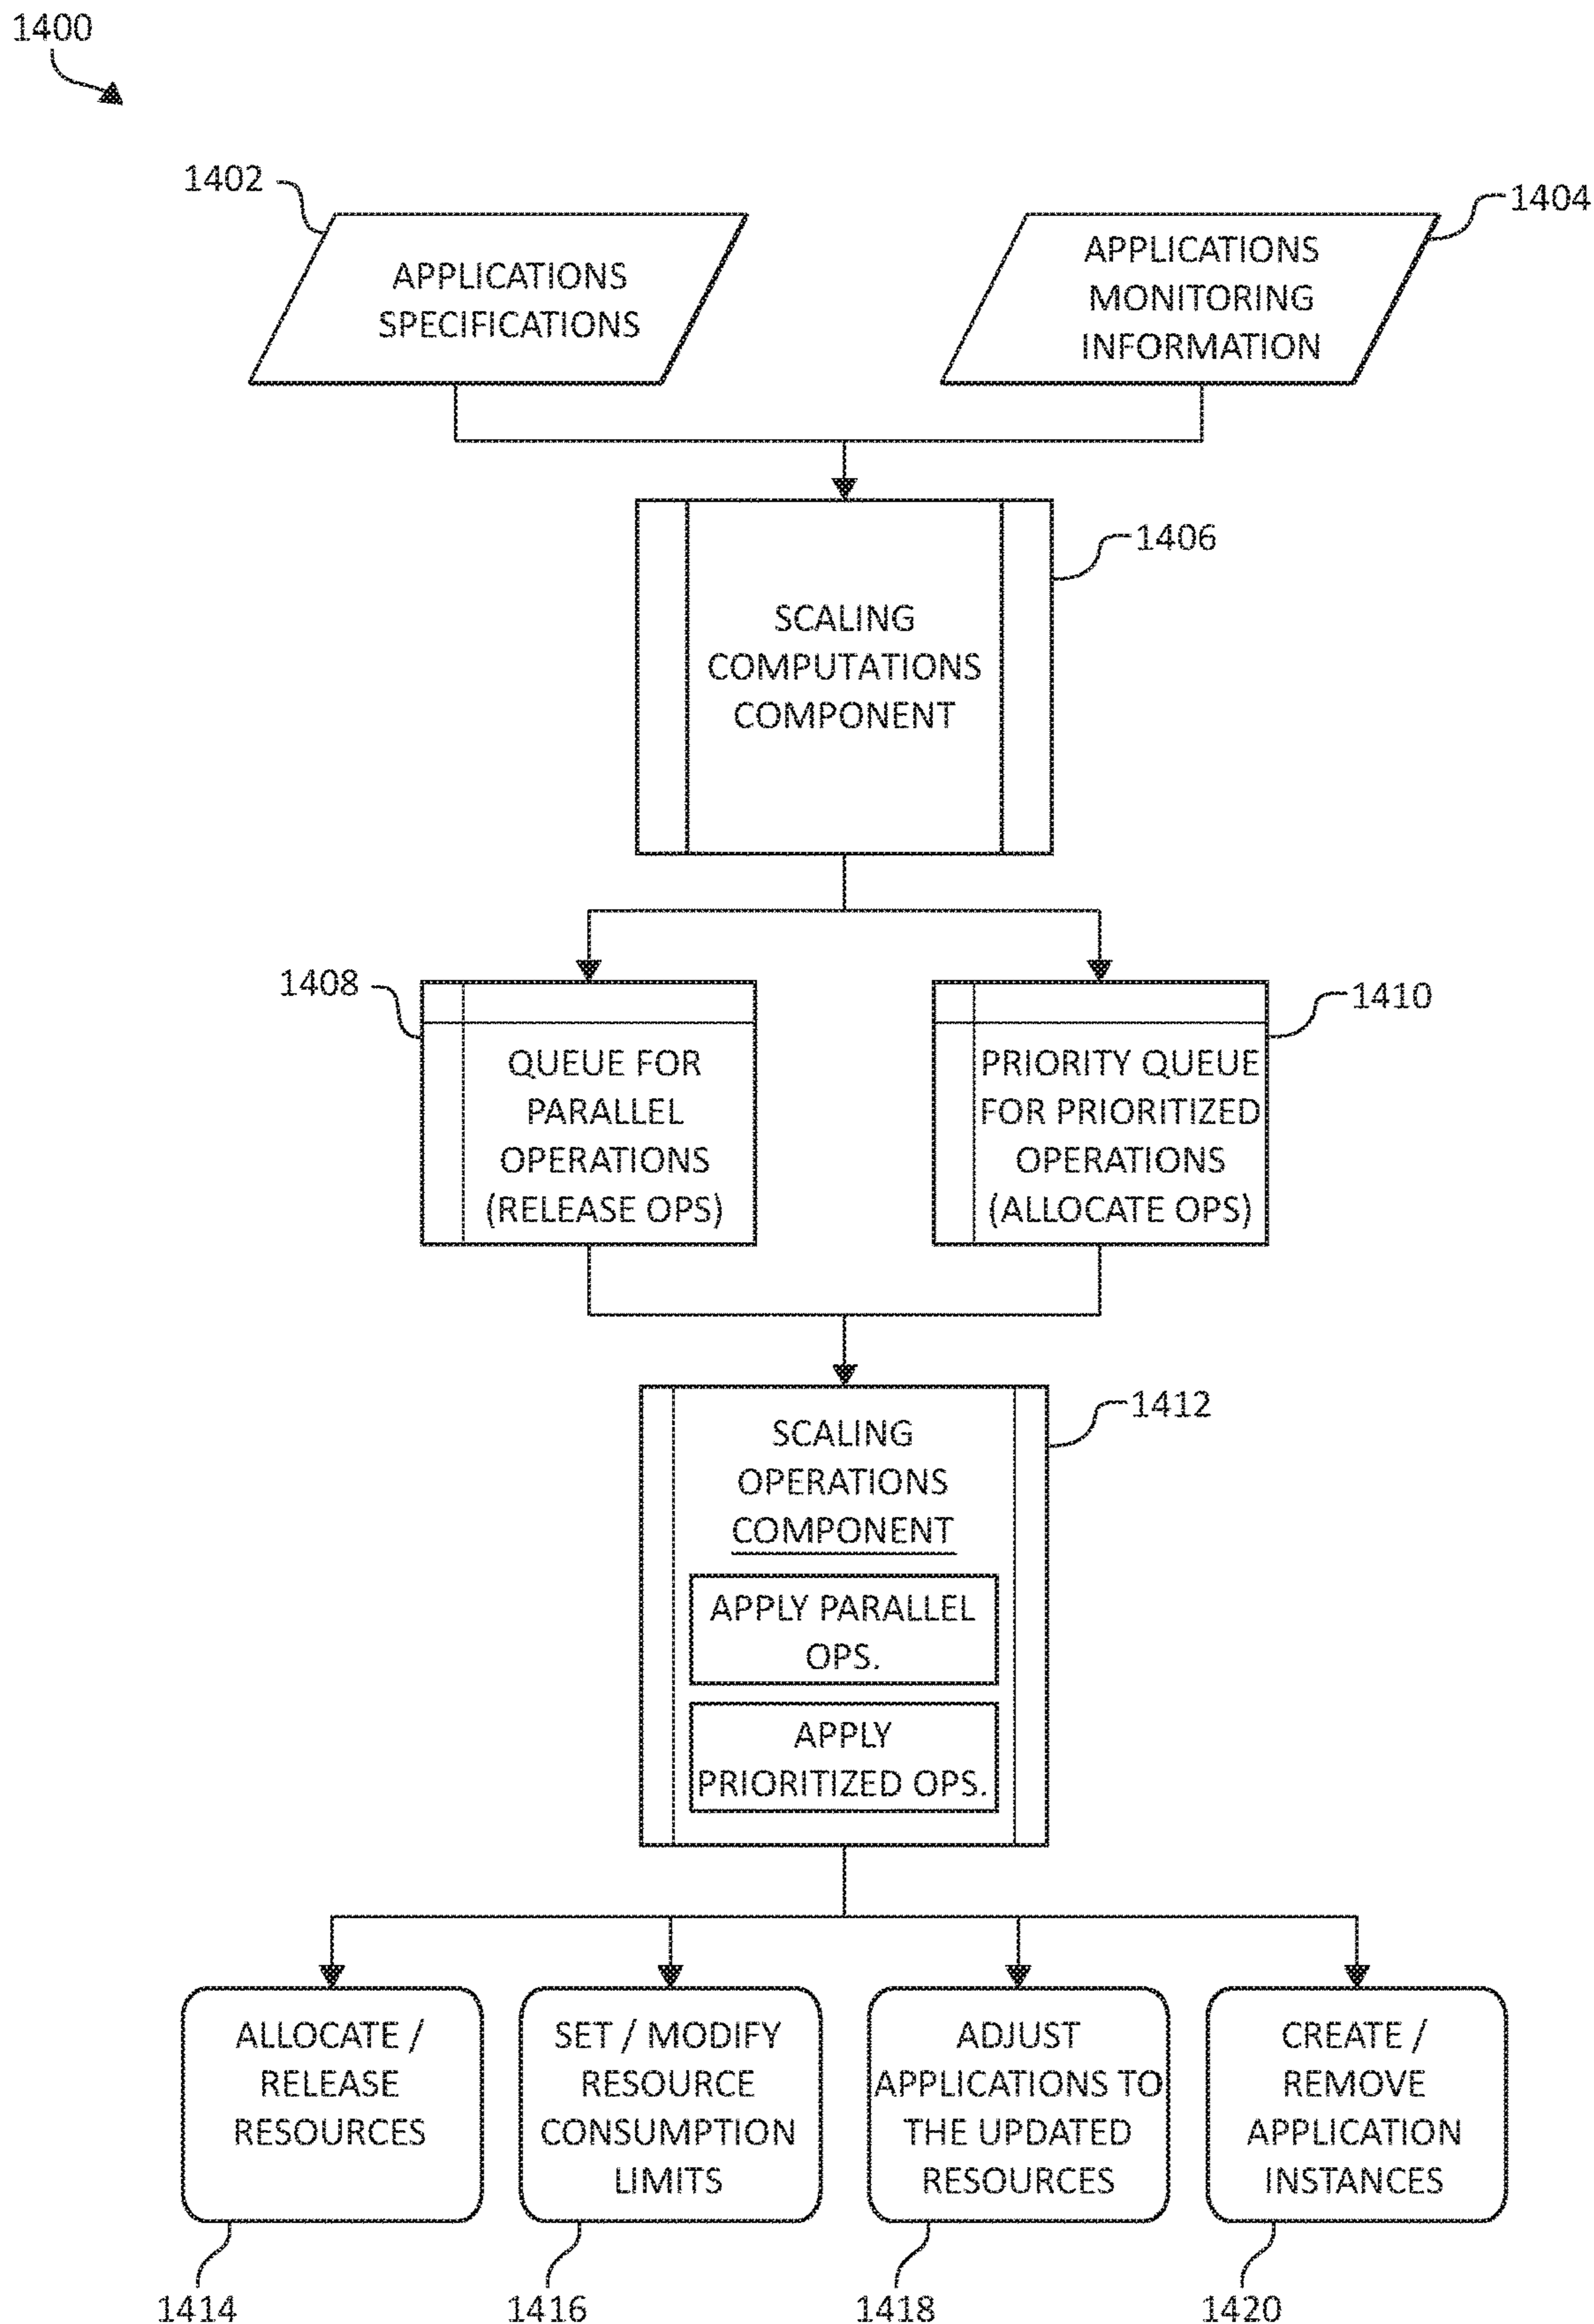 1400
1402
1404
APPLICATIONS
SPECIFICATIONS
APPLICATIONS
MONITORING
INFORMATION
1406
SCALING
COMPUTATIONS
COMPONENT
1408
1410
QUEUE FOR
PARALLEL
OPERATIONS
(RELEASE OPS)
PRIORITY QUEUE
FOR PRIORITIZED
OPERATIONS
(ALLOCATE OPS)
1412
SCALING
OPERATIONS
COMPONENT
APPLY PARALLEL
OPS.
APPLY
PRIORITIZED OPS.
ALLOCATE /
RELEASE
RESOURCES
SET / MODIFY
RESOURCE
CONSUMPTION
LIMITS
ADJUST
APPLICATIONS TO
THE UPDATED
RESOURCES
CREATE /
REMOVE
APPLICATION
INSTANCES
1414
1416
1418
1420